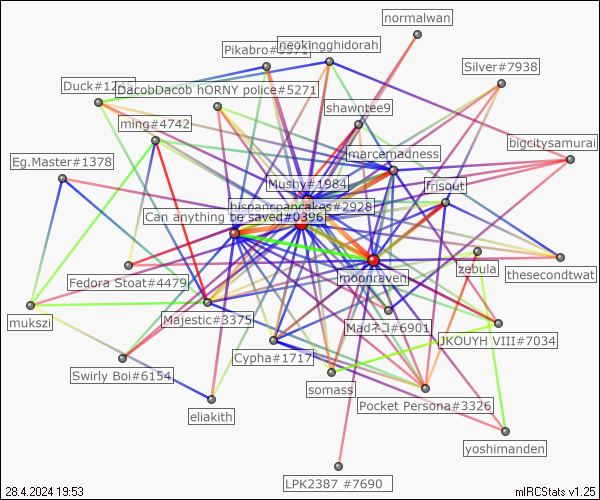 normalwan
neokingghidorah
Pikabro#5571
Silver#7938
Duck#1245
DacobDacob hORNY police#5271
shawntee9
ming#4742
bigcitysamurai
marcemadness
Eg.Master#1378
Mushy#1984
frisout
hispanicpancakes#2928
Can anything be saved#0396
zebula
thesecondtwat
Fedora Stoat#4479
moonraven
mukszi
Majestic#3375
Madネコ#6901
JKOUYH VIII#7034
Cypha#1717
Swirly Boi#6154
somass
Pocket Persona#3326
eliakith
yoshimanden
LPK2387 #7690
28.4.2024 19:53
mIRCStats v1.25